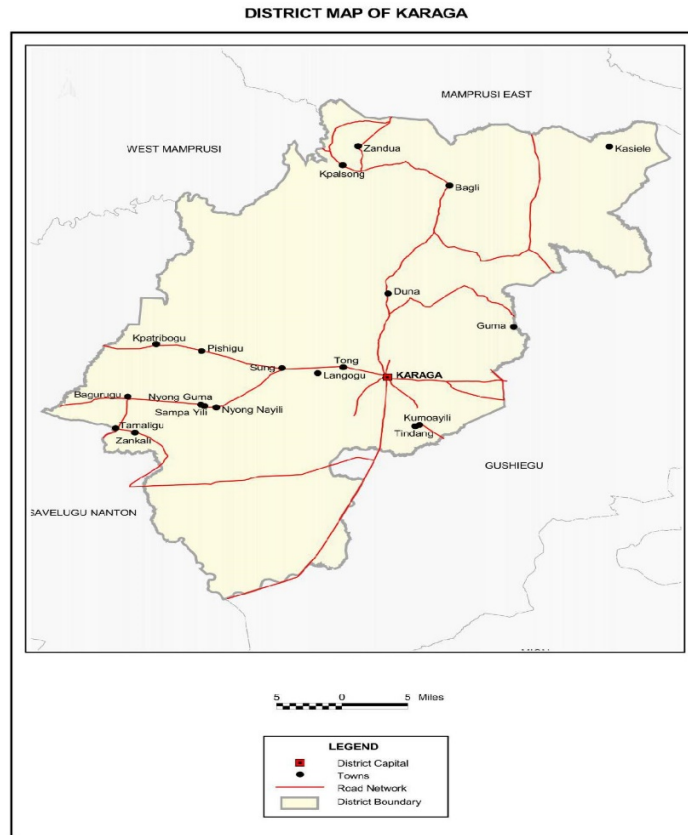 DISTRICT MAP OF KARAGA
MAMPRUSI EAST
WEST MAMPRUSI
Zandua
Kasiele
Kpalsong
Bagli
Duna
Guma
Kpatribogu
Pishigu
Tong
Sung
Langogu
KARAGA
Bagurugu
Nyong Guma
Sampa Yili
Nyong Nayili
Kumoayili
Tamaligu
Tindang
Zankali
GUSHIEGU
SAVELUGU NANTON
5 0 5 Miles
LEGEND
District Capital
Towns
Road Network
District Boundary